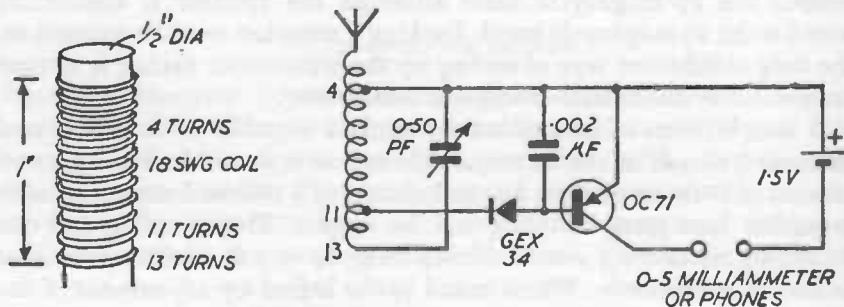 1/2" DIA
1"
4 TURNS
18 SWG COIL
11 TURNS
13 TURNS
4
11
13
0-50
PF
.002
µF
GEX
34
OC71
+
1.5V
0-5 MILLIAMMETER
OR PHONES